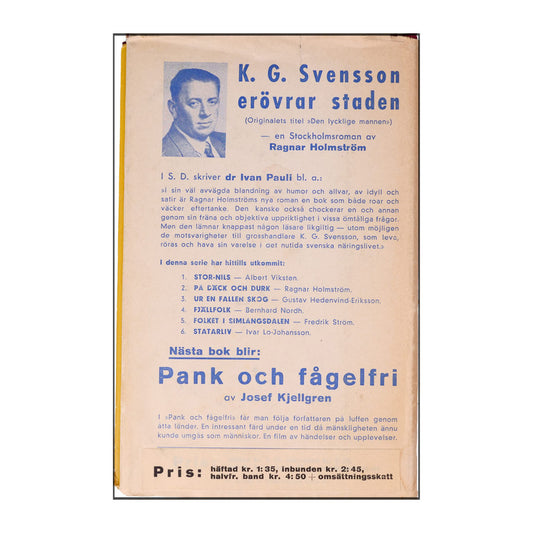 K. G. Svensson
erövrar staden
(Originalets titel »Den lycklige mannen»)
— en Stockholmsroman av
Ragnar Holmström
I S. D. skriver dr Ivan Pauli bl. a.:
»I sin väl avvägda blandning av humor och allvar, av idyll och
satir är Ragnar Holmströms nya roman en bok som både roar och
väcker eftertanke. Den kanske också chockerar en och annan
genom sin fräna och objektiva uppriktighet i vissa ömtåliga frågor.
Men den lämnar knappast någon läsare likgiltig — utom möjligen
de motsvarigheter till grosshandlare K. G. Svensson, som leva,
röras och hava sin varelse i det nutida svenska näringslivet.»
I denna serie har hittills utkommit:
1. STOR-NILS — Albert Viksten.
2. PÅ DÄCK OCH DURK — Ragnar Holmström.
3. UR EN FALLEN SKOG — Gustav Hedenvind-Eriksson.
4. FJÄLLFOLK — Bernhard Nordh.
5. FOLKET I SIMLÅNGSDALEN — Fredrik Ström.
6. STATARLIV — Ivar Lo-Johansson.
Nästa bok blir:
Pank och fågelfri
av Josef Kjellgren
I »Pank och fågelfri» får man följa författaren på luffen genom
åtta länder. En intressant färd under en tid då mänskligheten ännu
kunde umgås som människor. En film av händelser och upplevelser.
Pris: häftad kr. 1:35, inbunden kr. 2:45,
halvfr. band kr. 4:50 + omsättningsskatt